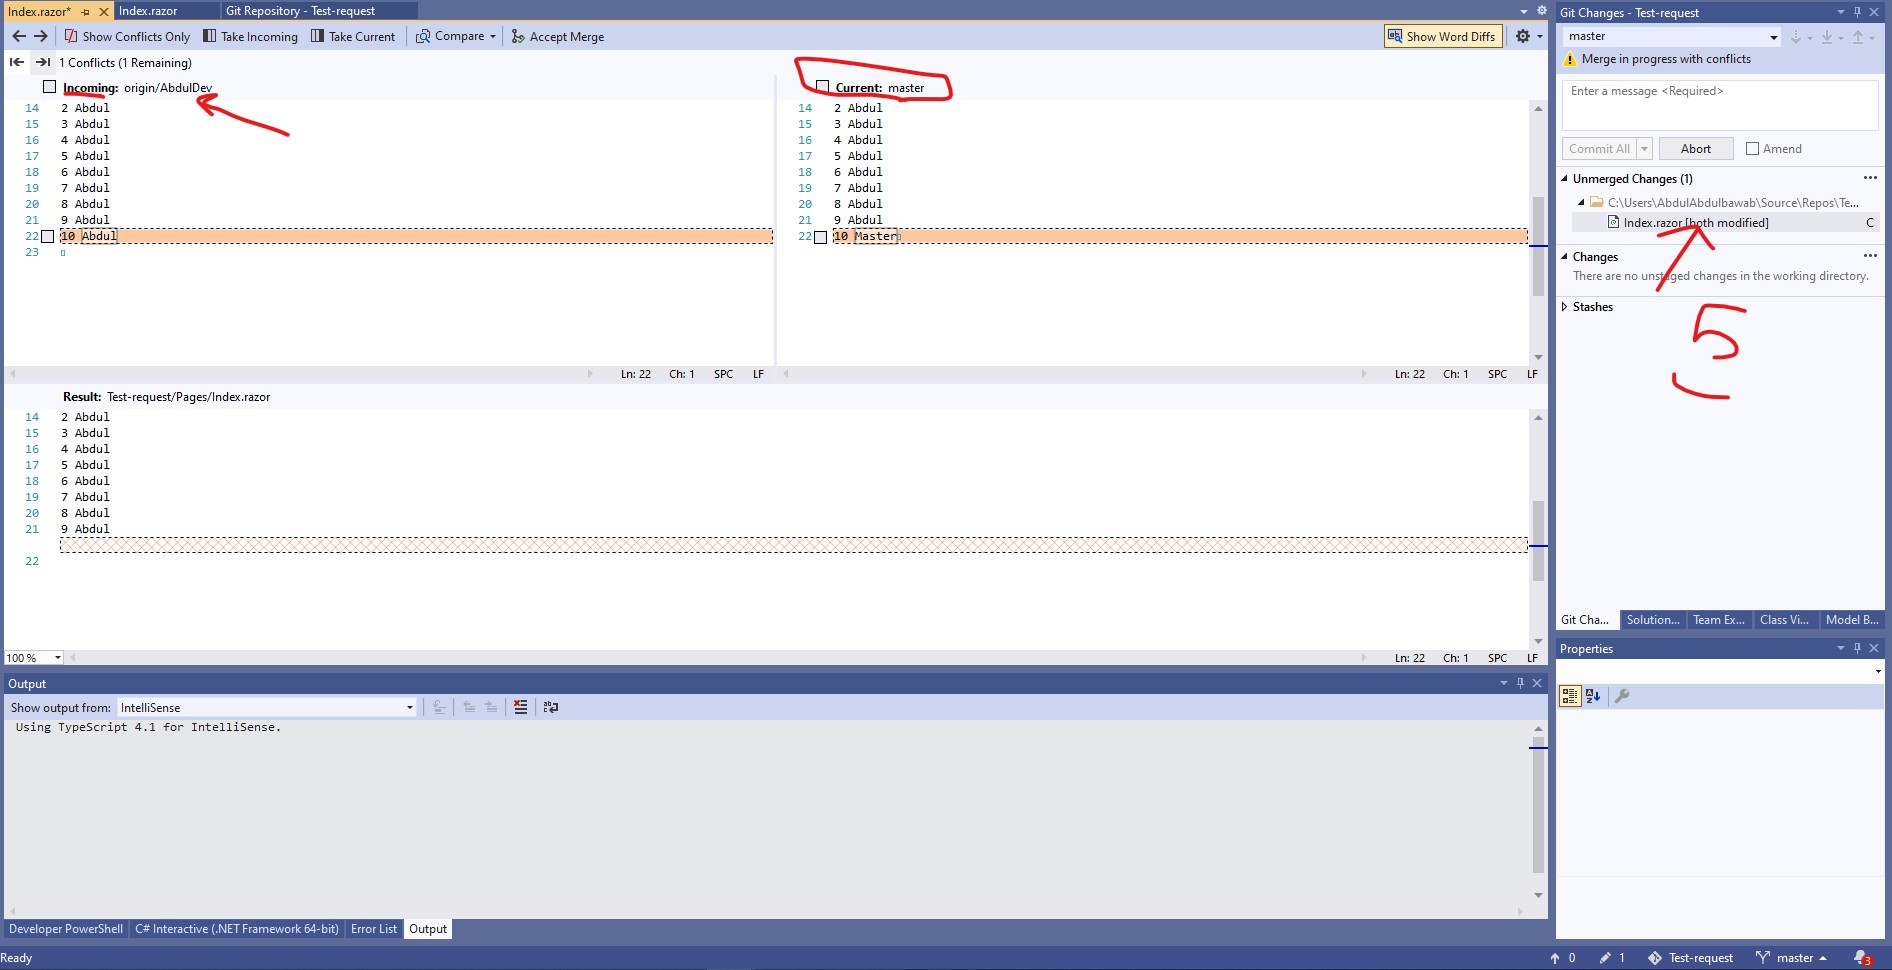 Index.razor*
Index.razor
Git Repository - Test-request
Show Conflicts Only
Take Incoming
Take Current
Compare
Accept Merge
Show Word Diffs
1 Conflicts (1 Remaining)
Incoming: origin/AbdulDev
14 2 Abdul
15 3 Abdul
16 4 Abdul
17 5 Abdul
18 6 Abdul
19 7 Abdul
20 8 Abdul
21 9 Abdul
22 10 Abdul
23
Ln: 22 Ch: 1 SPC LF
Current: master
14 2 Abdul
15 3 Abdul
16 4 Abdul
17 5 Abdul
18 6 Abdul
19 7 Abdul
20 8 Abdul
21 9 Abdul
22 10 Master
Ln: 22 Ch: 1 SPC LF
Result: Test-request/Pages/Index.razor
14 2 Abdul
15 3 Abdul
16 4 Abdul
17 5 Abdul
18 6 Abdul
19 7 Abdul
20 8 Abdul
21 9 Abdul
22
100 %
Ln: 22 Ch: 1 SPC LF
Output
Show output from: IntelliSense
Using TypeScript 4.1 for IntelliSense.
Developer PowerShell
C# Interactive (.NET Framework 64-bit)
Error List
Output
Git Changes - Test-request
master
Merge in progress with conflicts
Enter a message <Required>
Commit All
Abort
Amend
Unmerged Changes (1)
C:\Users\AbdulAbdulbawab\Source\Repos\Te...
Index.razor [both modified] C
Changes
There are no unstaged changes in the working directory.
Stashes
5
Git Cha...
Solution...
Team Ex...
Class Vi...
Model B...
Properties
Ready
0
1
Test-request
master
3